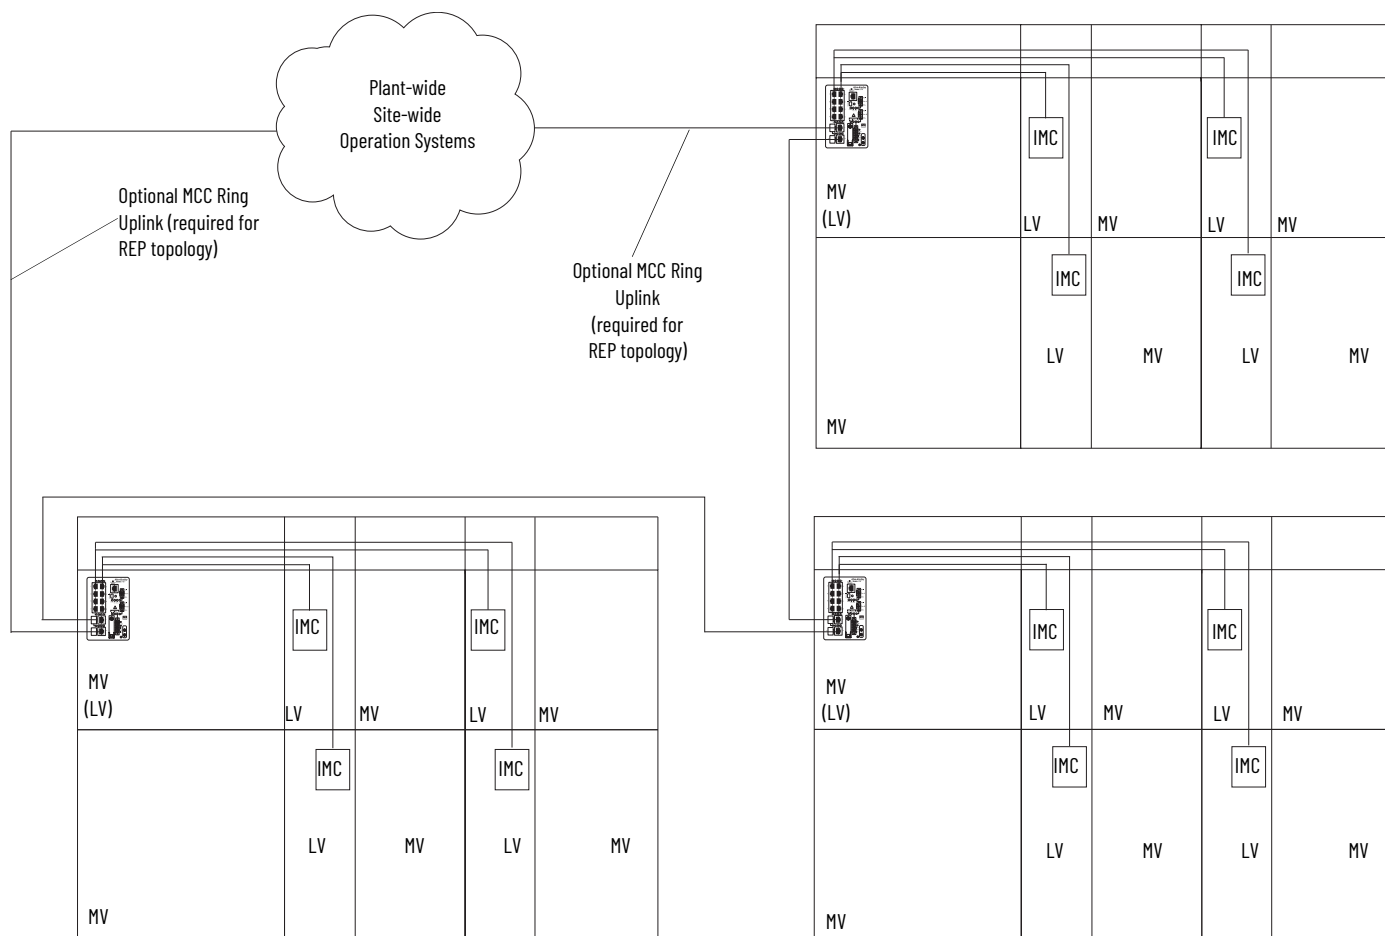 Plant-wide
Site-wide
Operation Systems
Optional MCC Ring
Uplink (required for
REP topology)
Optional MCC Ring
Uplink
(required for
REP topology)
IMC
IMC
MV
(LV)
LV
MV
LV
MV
IMC
IMC
LV
MV
LV
MV
MV
IMC
IMC
MV
(LV)
LV
MV
LV
MV
IMC
IMC
LV
MV
LV
MV
MV
IMC
IMC
MV
(LV)
LV
MV
LV
MV
IMC
IMC
LV
MV
LV
MV
MV